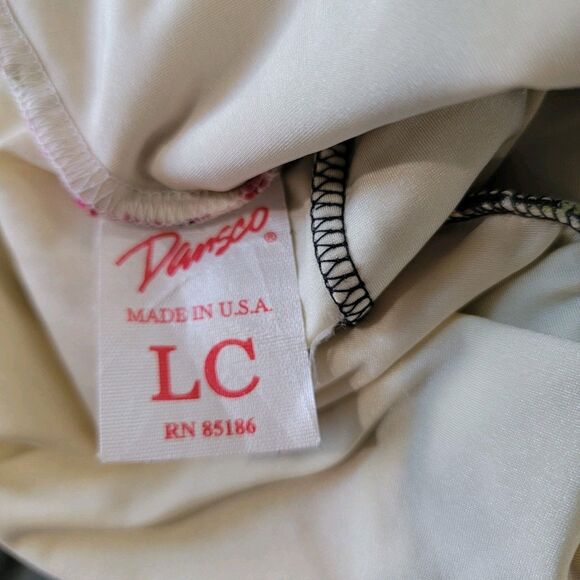 Dansco®
MADE IN U.S.A.
LC
RN 85186